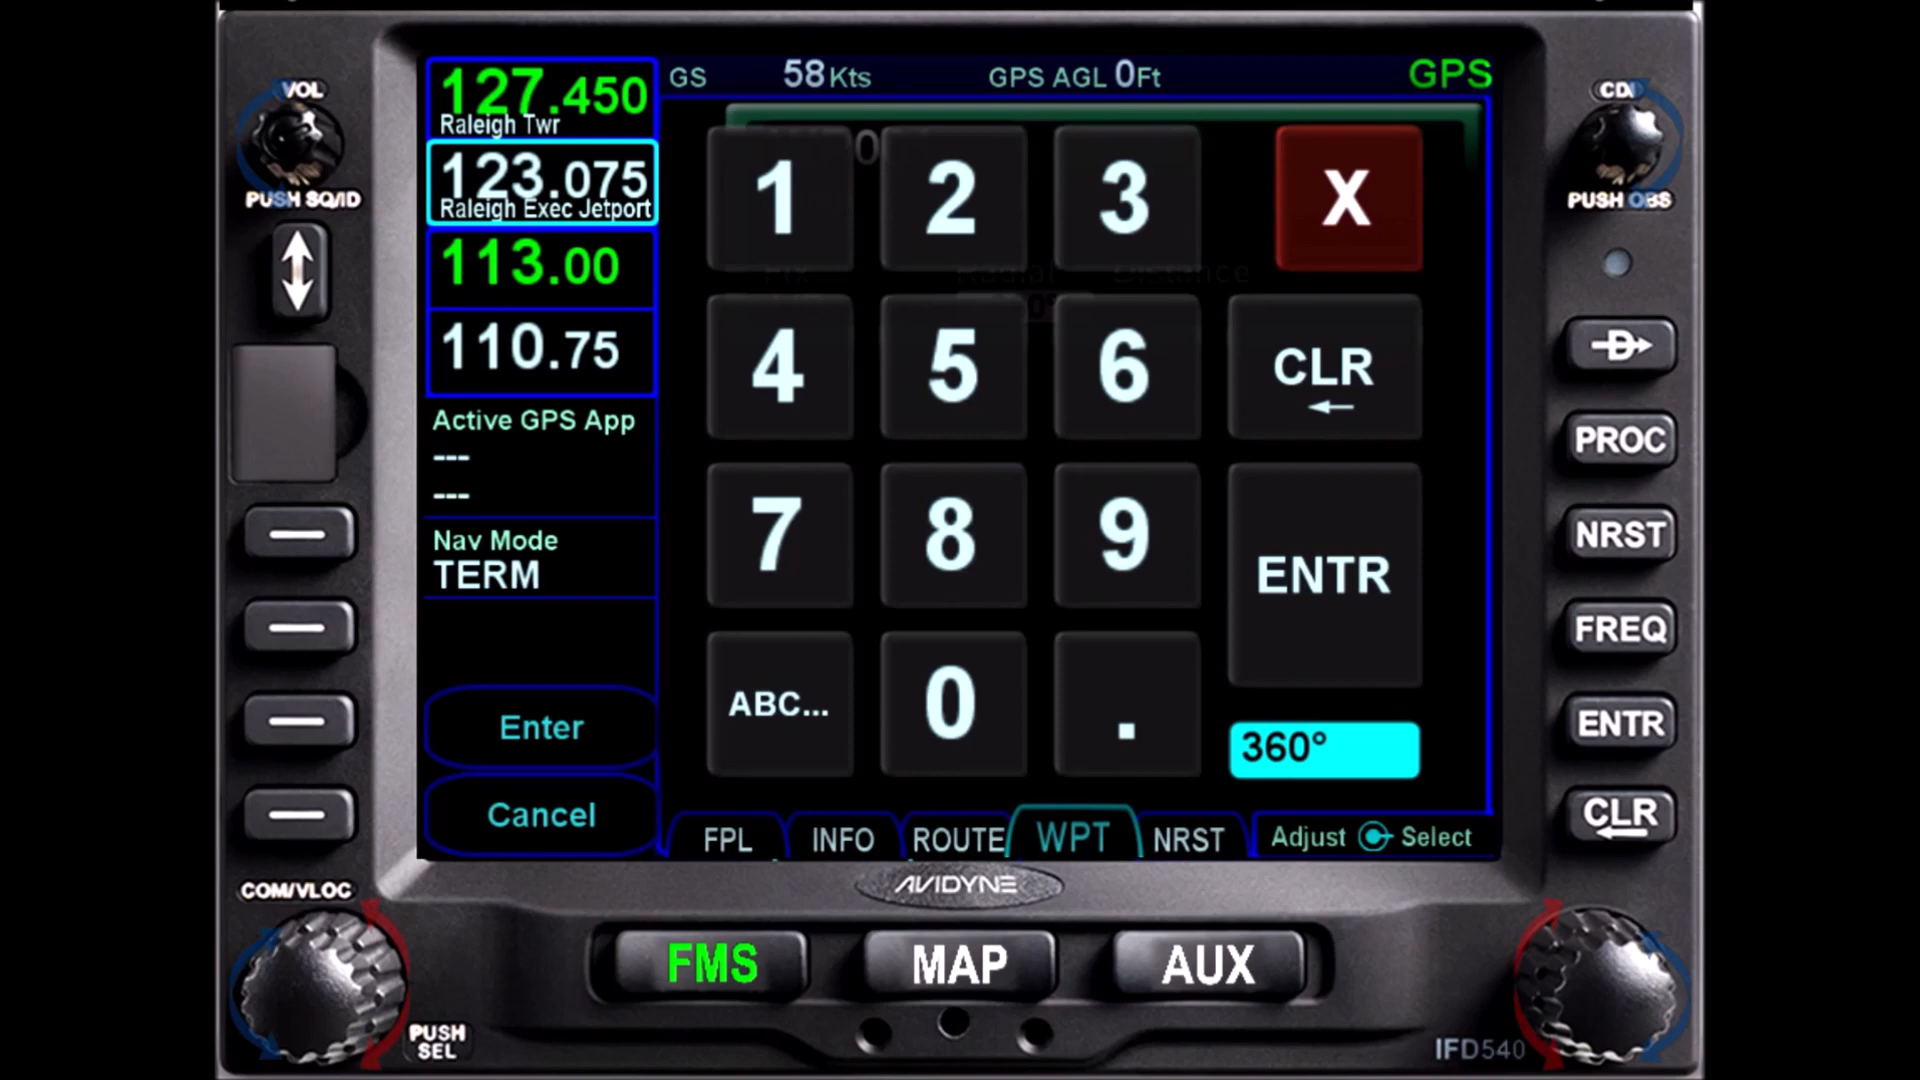 VOL
PUSH SQ/ID
127.450
Raleigh Twr
123.075
Raleigh Exec Jetport
113.00
110.75
Active GPS App
---
---
Nav Mode
TERM
Enter
Cancel
GS 58Kts GPS AGL 0Ft GPS
1 2 3 X
Radial Distance
4 5 6 CLR
7 8 9 ENTR
ABC... 0 .
360°
FPL INFO ROUTE WPT NRST Adjust Select
CDI
PUSH OBS
D
PROC
NRST
FREQ
ENTR
CLR
AVIDYNE
COM/VLOC
PUSH
SEL
FMS MAP AUX
IFD540